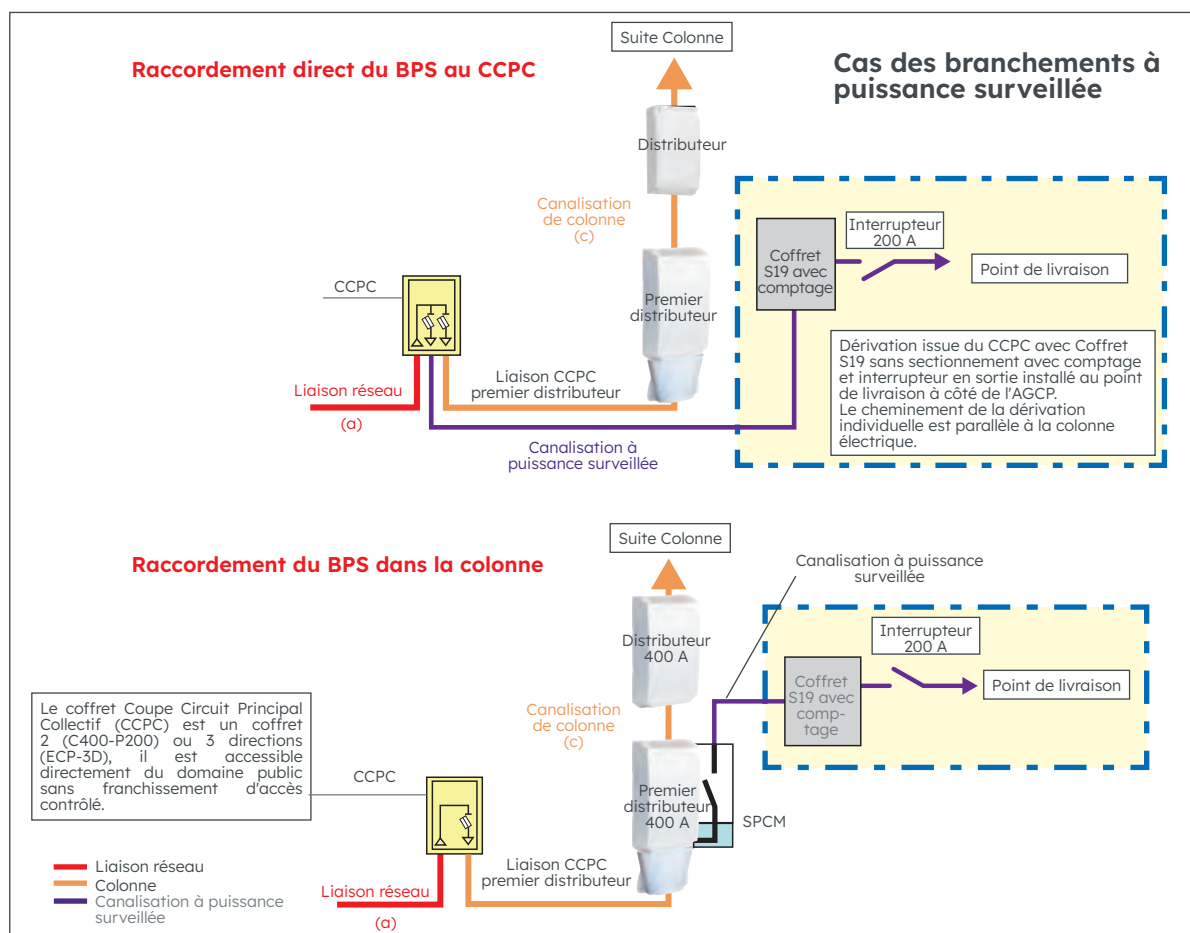 Suite Colonne
Raccordement direct du BPS au CCPC
Cas des branchements à
puissance surveillée
Distributeur
Canalisation
de colonne
(c)
Coffret
S19 avec
comptage
Interrupteur
200 A
Point de livraison
CCPC
Premier
distributeur
Dérivation issue du CCPC avec Coffret
S19 sans sectionnement avec comptage
et interrupteur en sortie installé au point
de livraison à côté de l'AGCP.
Le cheminement de la dérivation
individuelle est parallèle à la colonne
électrique.
Liaison réseau
(a)
Liaison CCPC
premier distributeur
Canalisation à
puissance surveillée
Suite Colonne
Raccordement du BPS dans la colonne
Canalisation à puissance
surveillée
Distributeur
400 A
Interrupteur
200 A
Coffret
S19 avec
comp-
tage
Point de livraison
Canalisation
de colonne
(c)
Le coffret Coupe Circuit Principal
Collectif (CCPC) est un coffret
2 (C400-P200) ou 3 directions
(ECP-3D), il est accessible
directement du domaine public
sans franchissement d'accès
contrôlé.
CCPC
Premier
distributeur
400 A
SPCM
Liaison CCPC
premier distributeur
Liaison réseau
(a)
Liaison réseau
Colonne
Canalisation à puissance
surveillée